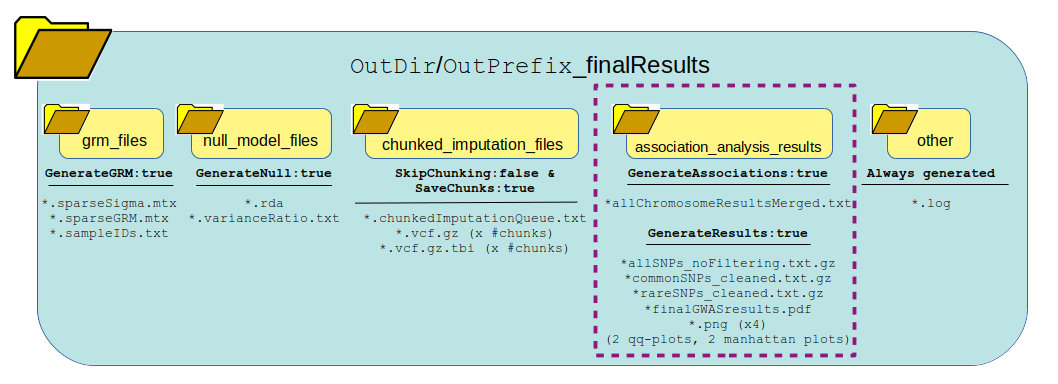 OutDir/OutPrefix_finalResults
grm_files
GenerateGRM:true
*.sparseSigma.mtx
*.sparseGRM.mtx
*.sampleIDs.txt
null_model_files
GenerateNull:true
*.rda
*.varianceRatio.txt
chunked_imputation_files
SkipChunking:false &
SaveChunks:true
*.chunkedImputationQueue.txt
*.vcf.gz (x #chunks)
*.vcf.gz.tbi (x #chunks)
association_analysis_results
GenerateAssociations:true
*allChromosomeResultsMerged.txt
GenerateResults:true
*allSNPs_noFiltering.txt.gz
*commonSNPs_cleaned.txt.gz
*rareSNPs_cleaned.txt.gz
*finalGWASresults.pdf
*.png (x4)
(2 qq-plots, 2 manhattan plots)
other
Always generated
*.log